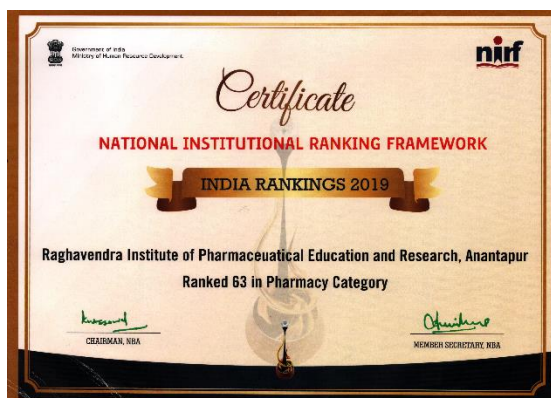 Government of India
Ministry of Human Resource Development
nirf
Certificate
NATIONAL INSTITUTIONAL RANKING FRAMEWORK
INDIA RANKINGS 2019
Raghavendra Institute of Pharmaceuatical Education and Research, Anantapur
Ranked 63 in Pharmacy Category
CHAIRMAN, NBA
MEMBER SECRETARY, NBA